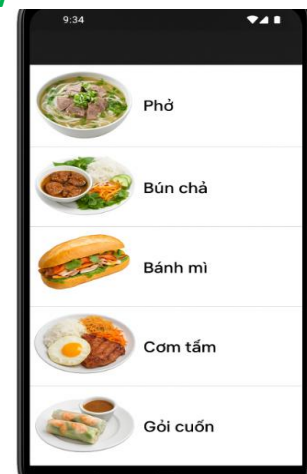 9:34
Phở
Bún chả
Bánh mì
Cơm tấm
Gỏi cuốn